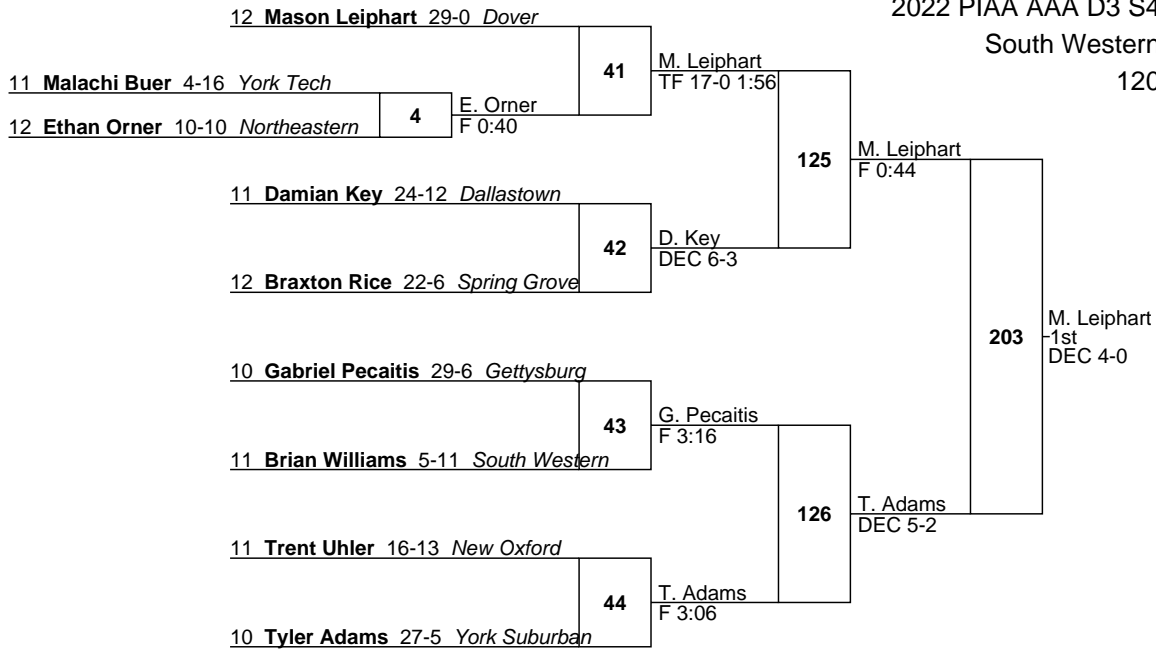 2022 PIAA AAA D3 S4
South Western
120
12 Mason Leiphart 29-0 Dover
41
M. Leiphart
TF 17-0 1:56
11 Malachi Buer 4-16 York Tech
4
E. Orner
F 0:40
12 Ethan Orner 10-10 Northeastern
125
M. Leiphart
F 0:44
11 Damian Key 24-12 Dallastown
42
D. Key
DEC 6-3
12 Braxton Rice 22-6 Spring Grove
203
M. Leiphart
1st
DEC 4-0
10 Gabriel Pecaitis 29-6 Gettysburg
43
G. Pecaitis
F 3:16
11 Brian Williams 5-11 South Western
126
T. Adams
DEC 5-2
11 Trent Uhler 16-13 New Oxford
44
T. Adams
F 3:06
10 Tyler Adams 27-5 York Suburban